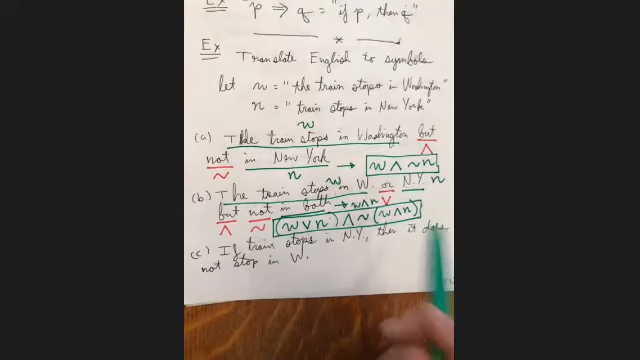 Ex p ⇒ q = "if p, then q"
*
Ex Translate English to symbols
let w = "the train stops in Washington"
n = "train stops in New York"
w
(a) The train stops in Washington but
∧
not in New York → w ∧ ~n
~ n
w
(b) The train stops in W. or N.Y. n
∨
but not in both → w∧n
∧ ~ (w ∨ n) ∧ ~ (w ∧ n)
(c) If train stops in N.Y., then it does
not stop in W.